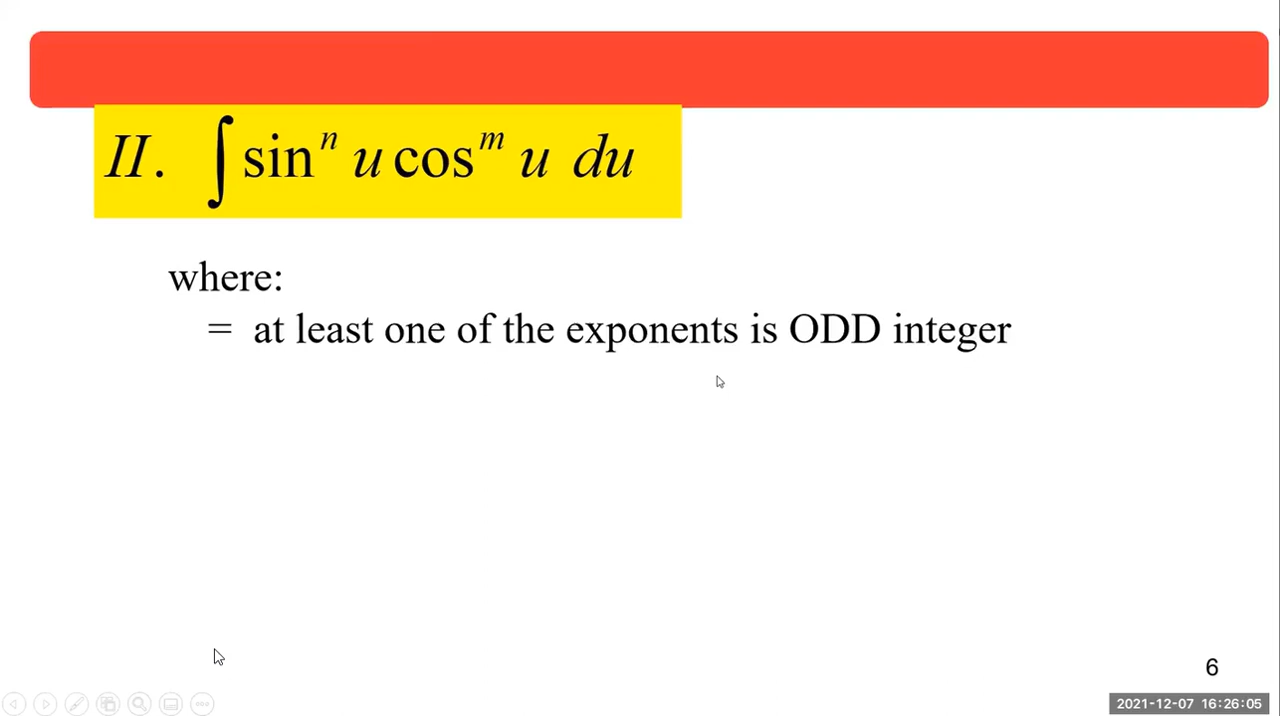 II. ∫ sinⁿ u cosᵐ u du
where:
= at least one of the exponents is ODD integer
6
2021-12-07 16:26:05